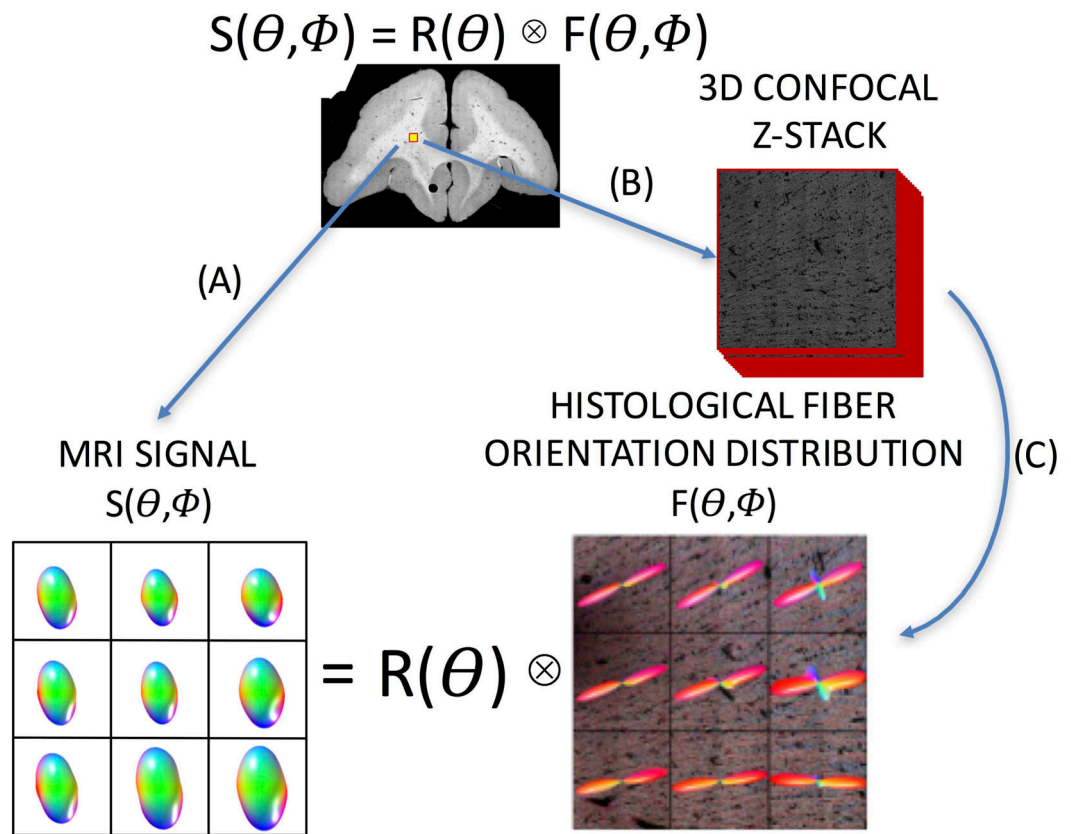 S(θ,Φ) = R(θ) ⊗ F(θ,Φ)
3D CONFOCAL
Z-STACK
(B)
(A)
HISTOLOGICAL FIBER
ORIENTATION DISTRIBUTION
F(θ,Φ)
(C)
MRI SIGNAL
S(θ,Φ)
= R(θ) ⊗